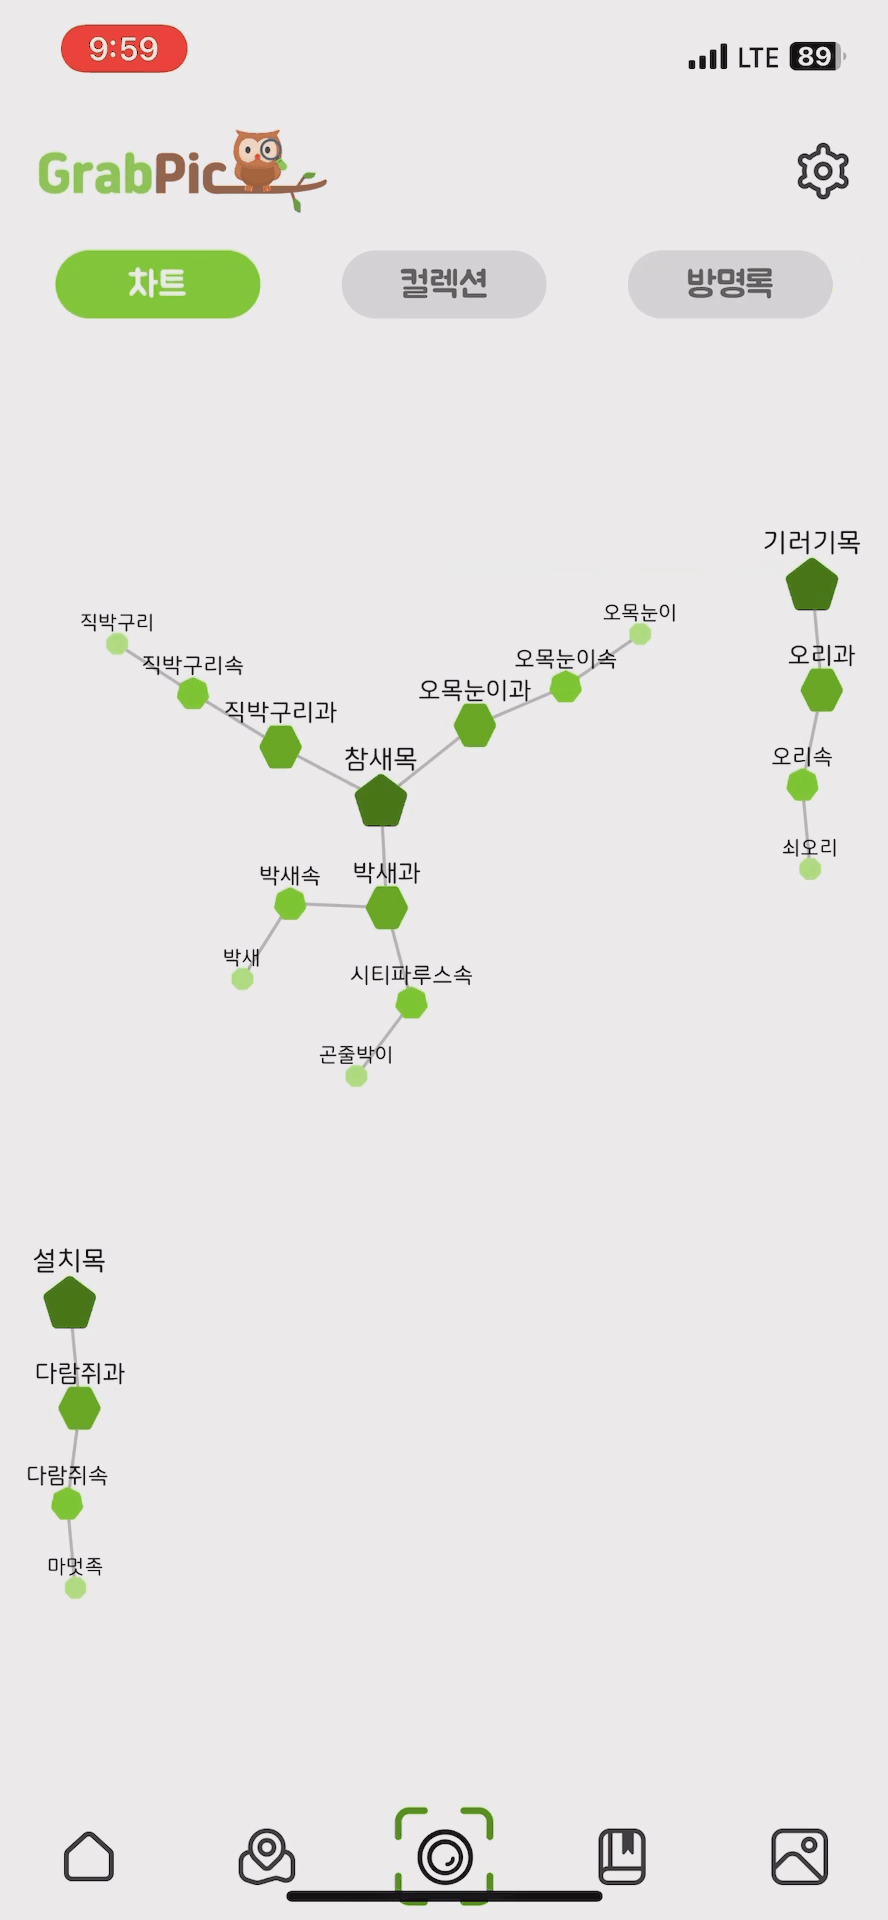 9:59
LTE 89
GrabPic
차트
컬렉션
방명록
기러기목
오리과
오리속
쇠오리
직박구리
직박구리속
직박구리과
오목눈이
오목눈이속
오목눈이과
참새목
박새속
박새과
박새
시티파루스속
곤줄박이
설치목
다람쥐과
다람쥐속
마멋족